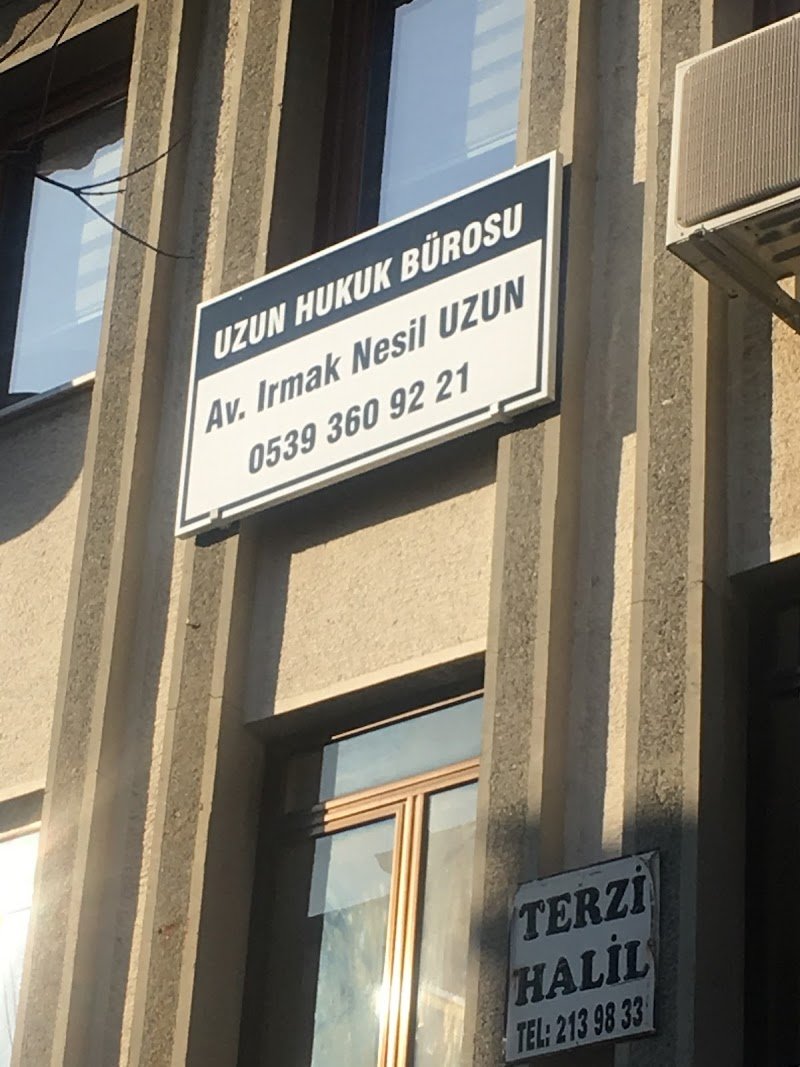 UZUN HUKUK BÜROSU
Av. Irmak Nesil UZUN
0539 360 92 21
TERZİ
HALİL
TEL: 213 98 33